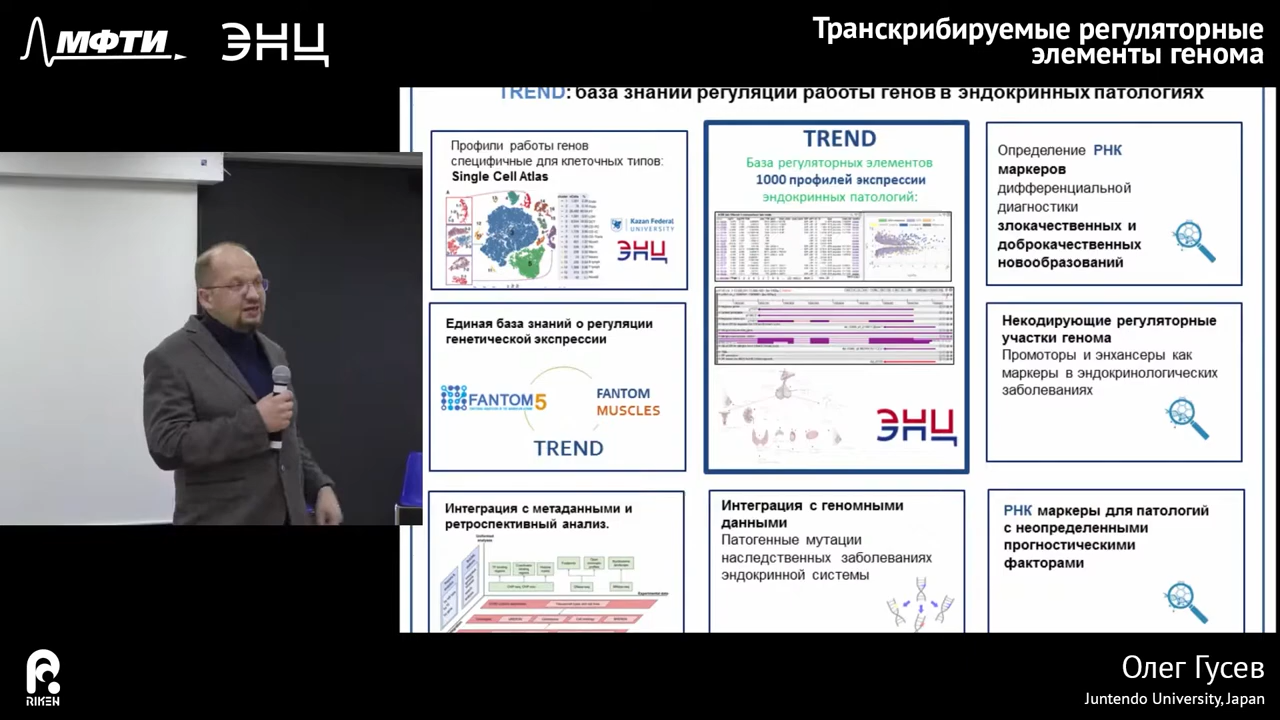 МФТИ
ЭНЦ
Транскрибируемые регуляторные
элементы генома
TREND: база знаний регуляции работы генов в эндокринных патологиях
Профили работы генов
специфичные для клеточных типов:
Single Cell Atlas
Kazan Federal
UNIVERSITY
ЭНЦ
TREND
База регуляторных элементов
1000 профилей экспрессии
эндокринных патологий:
ЭНЦ
Определение РНК
маркеров
дифференциальной
диагностики
злокачественных и
доброкачественных
новообразований
Единая база знаний о регуляции
генетической экспрессии
FANTOM5
FANTOM
MUSCLES
TREND
Некодирующие регуляторные
участки генома
Промоторы и энхансеры как
маркеры в эндокринологических
заболеваниях
Интеграция с метаданными и
ретроспективный анализ.
Интеграция с геномными
данными
Патогенные мутации
наследственных заболеваниях
эндокринной системы
РНК маркеры для патологий
с неопределенными
прогностическими
факторами
RIKEN
Олег Гусев
Juntendo University, Japan